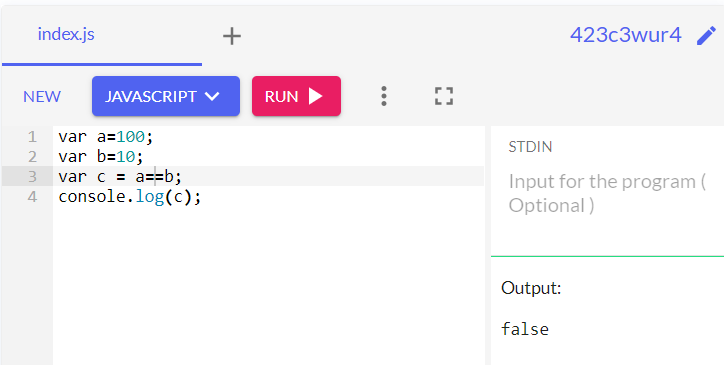 index.js
+
423c3wur4
NEW
JAVASCRIPT
RUN
1 var a=100;
2 var b=10;
3 var c = a==b;
4 console.log(c);
STDIN
Input for the program (
Optional )
Output:
false